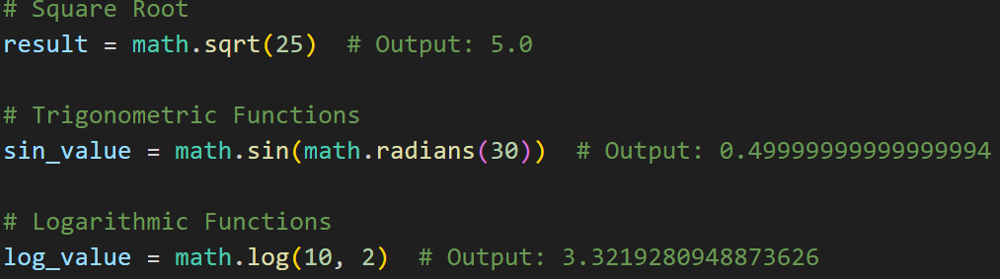 # Square Root
result = math.sqrt(25)  # Output: 5.0
# Trigonometric Functions
sin_value = math.sin(math.radians(30))  # Output: 0.49999999999999994
# Logarithmic Functions
log_value = math.log(10, 2)  # Output: 3.3219280948873626